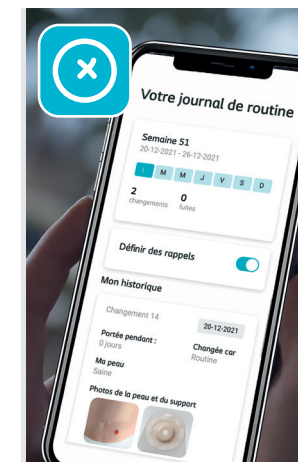 Votre journal de routine
Semaine 51
20-12-2021 - 26-12-2021
L M M J V S D
2 changements
0 fuites
Définir des rappels
Mon historique
Changement 14
20-12-2021
Portée pendant :
0 jours
Changée car
Routine
Ma peau
Saine
Photos de la peau et du support